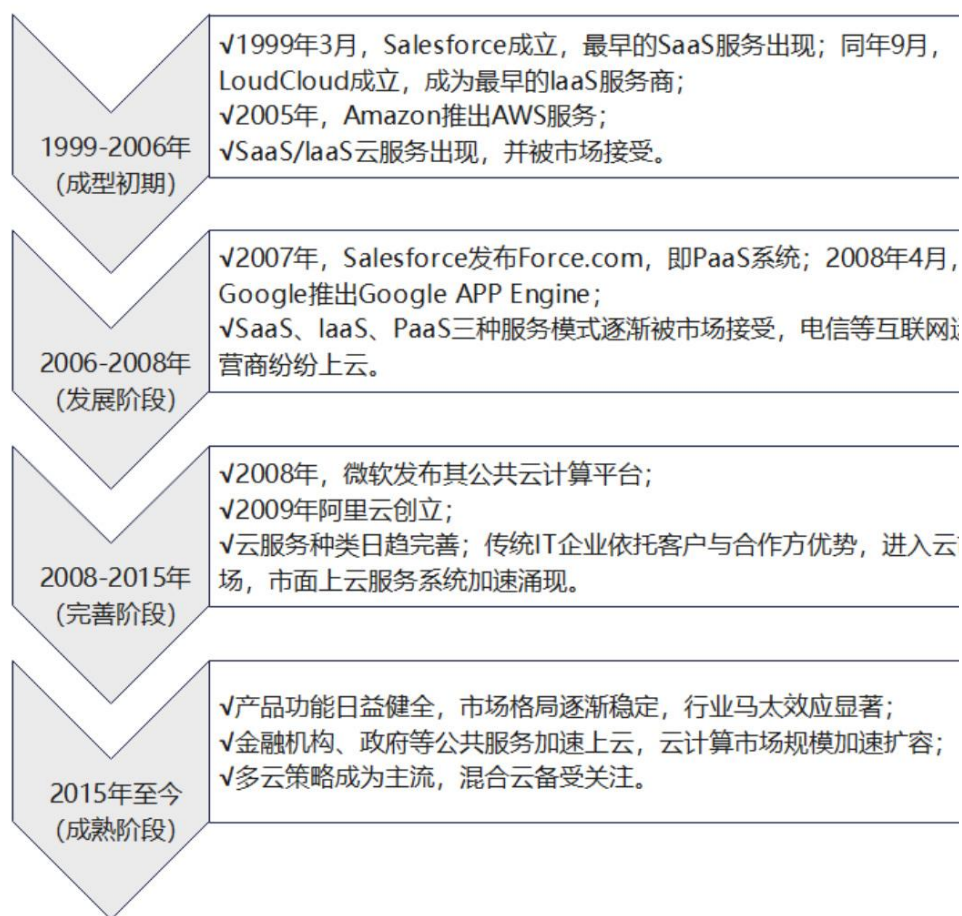 1999-2006年
(成型初期)
√1999年3月，Salesforce成立，最早的SaaS服务出现；同年9月，
LoudCloud成立，成为最早的IaaS服务商；
√2005年，Amazon推出AWS服务；
√SaaS/IaaS云服务出现，并被市场接受。
2006-2008年
(发展阶段)
√2007年，Salesforce发布Force.com，即PaaS系统；2008年4月，
Google推出Google APP Engine；
√SaaS、IaaS、PaaS三种服务模式逐渐被市场接受，电信等互联网
营商纷纷上云。
2008-2015年
(完善阶段)
√2008年，微软发布其公共云计算平台；
√2009年阿里云创立；
√云服务种类日趋完善；传统IT企业依托客户与合作方优势，进入云
场，市面上云服务系统加速涌现。
2015年至今
(成熟阶段)
√产品功能日益健全，市场格局逐渐稳定，行业马太效应显著；
√金融机构、政府等公共服务加速上云，云计算市场规模加速扩容；
√多云策略成为主流，混合云备受关注。